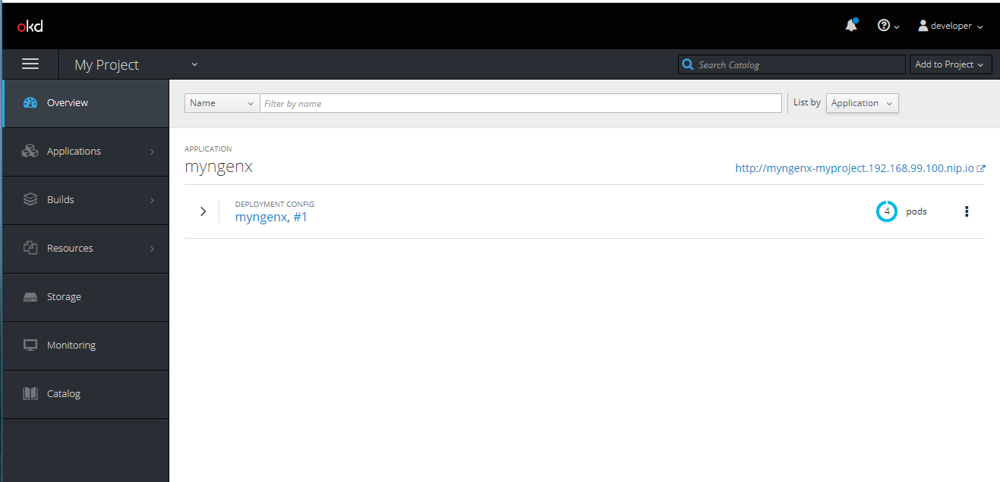 okd
developer
My Project
Search Catalog
Add to Project
Overview
Applications
Builds
Resources
Storage
Monitoring
Catalog
Name
Filter by name
List by
Application
APPLICATION
myngenx
http://myngenx-myproject.192.168.99.100.nip.io
DEPLOYMENT CONFIG
myngenx, #1
4 pods